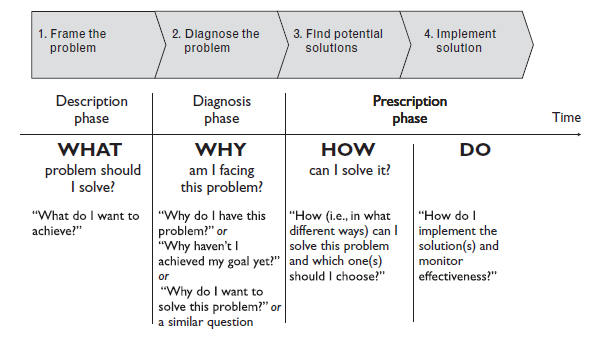 1. Frame the
problem
2. Diagnose the
problem
3. Find potential
solutions
4. Implement
solution
Description
phase
Diagnosis
phase
Prescription
phase
Time
WHAT
problem should
I solve?
WHY
am I facing
this problem?
HOW
can I solve it?
DO
“What do I want to
achieve?”
“Why do I have this
problem?” or
“Why haven’t I
achieved my goal yet?”
or
“Why do I want to
solve this problem?” or
a similar question
“How (i.e., in what
different ways) can I
solve this problem
and which one(s)
should I choose?”
“How do I
implement the
solution(s) and
monitor
effectiveness?”